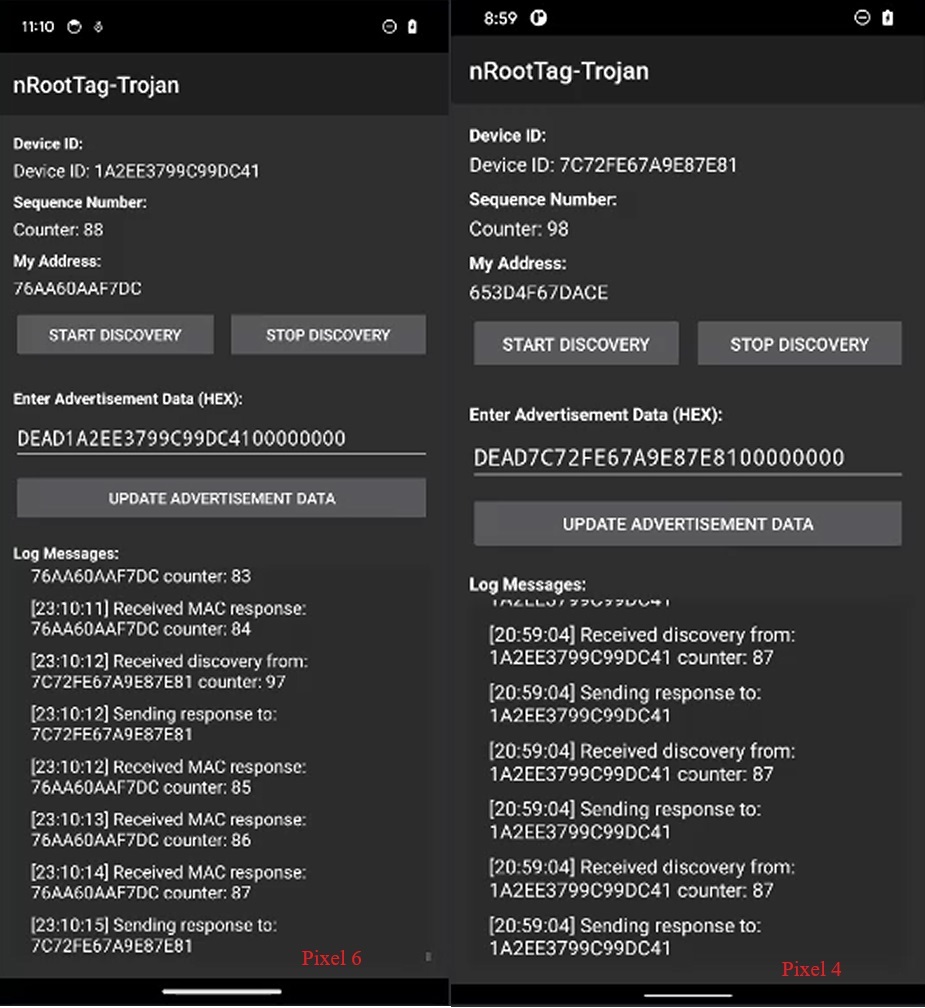 11:10
nRootTag-Trojan
Device ID:
Device ID: 1A2EE3799C99DC41
Sequence Number:
Counter: 88
My Address:
76AA60AAF7DC
START DISCOVERY STOP DISCOVERY
Enter Advertisement Data (HEX):
DEAD1A2EE3799C99DC4100000000
UPDATE ADVERTISEMENT DATA
Log Messages:
76AA60AAF7DC counter: 83
[23:10:11] Received MAC response:
76AA60AAF7DC counter: 84
[23:10:12] Received discovery from:
7C72FE67A9E87E81 counter: 97
[23:10:12] Sending response to:
7C72FE67A9E87E81
[23:10:12] Received MAC response:
76AA60AAF7DC counter: 85
[23:10:13] Received MAC response:
76AA60AAF7DC counter: 86
[23:10:14] Received MAC response:
76AA60AAF7DC counter: 87
[23:10:15] Sending response to:
7C72FE67A9E87E81
Pixel 6
8:59
nRootTag-Trojan
Device ID:
Device ID: 7C72FE67A9E87E81
Sequence Number:
Counter: 98
My Address:
653D4F67DACE
START DISCOVERY STOP DISCOVERY
Enter Advertisement Data (HEX):
DEAD7C72FE67A9E87E8100000000
UPDATE ADVERTISEMENT DATA
Log Messages:
1A2EE3799C99DC41
[20:59:04] Received discovery from:
1A2EE3799C99DC41 counter: 87
[20:59:04] Sending response to:
1A2EE3799C99DC41
[20:59:04] Received discovery from:
1A2EE3799C99DC41 counter: 87
[20:59:04] Sending response to:
1A2EE3799C99DC41
[20:59:04] Received discovery from:
1A2EE3799C99DC41 counter: 87
[20:59:04] Sending response to:
1A2EE3799C99DC41
Pixel 4